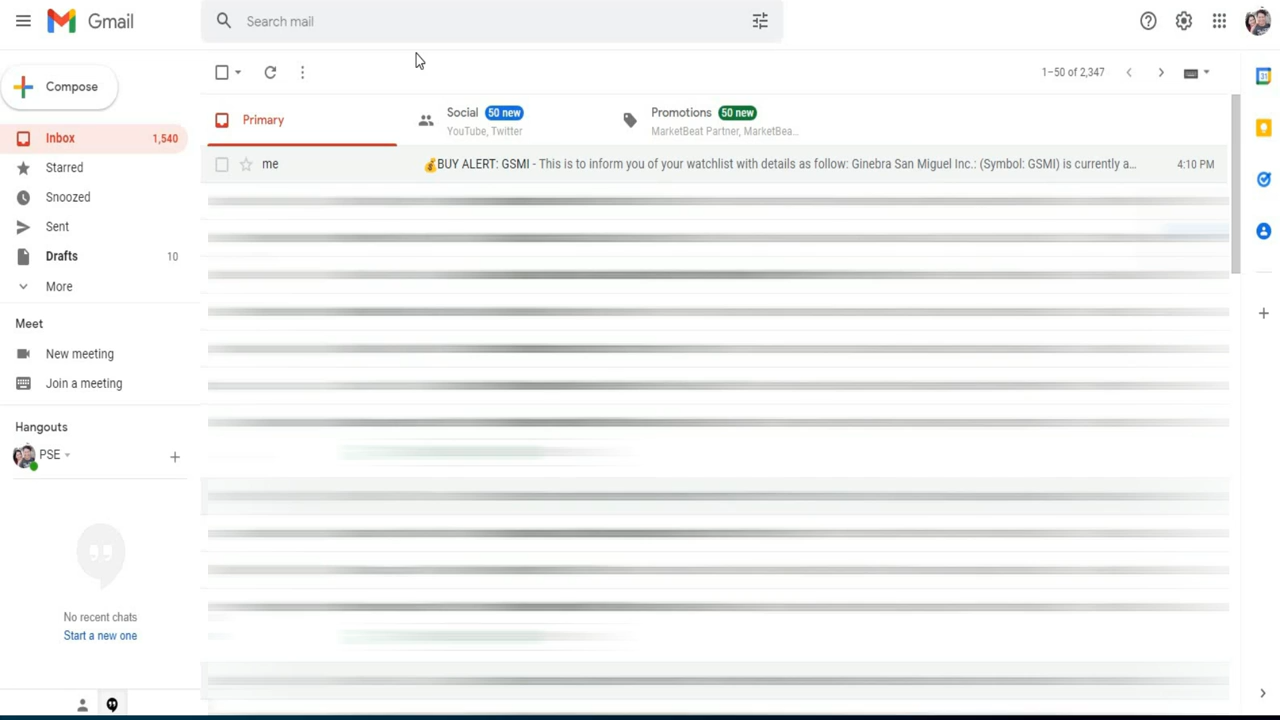 Gmail
Search mail
Compose
1–50 of 2,347
Primary
Social 50 new
YouTube, Twitter
Promotions 50 new
MarketBeat Partner, MarketBea...
Inbox 1,540
me 💰BUY ALERT: GSMI - This is to inform you of your watchlist with details as follow: Ginebra San Miguel Inc.: (Symbol: GSMI) is currently a... 4:10 PM
Starred
Snoozed
Sent
Drafts 10
More
Meet
New meeting
Join a meeting
Hangouts
PSE
No recent chats
Start a new one
31